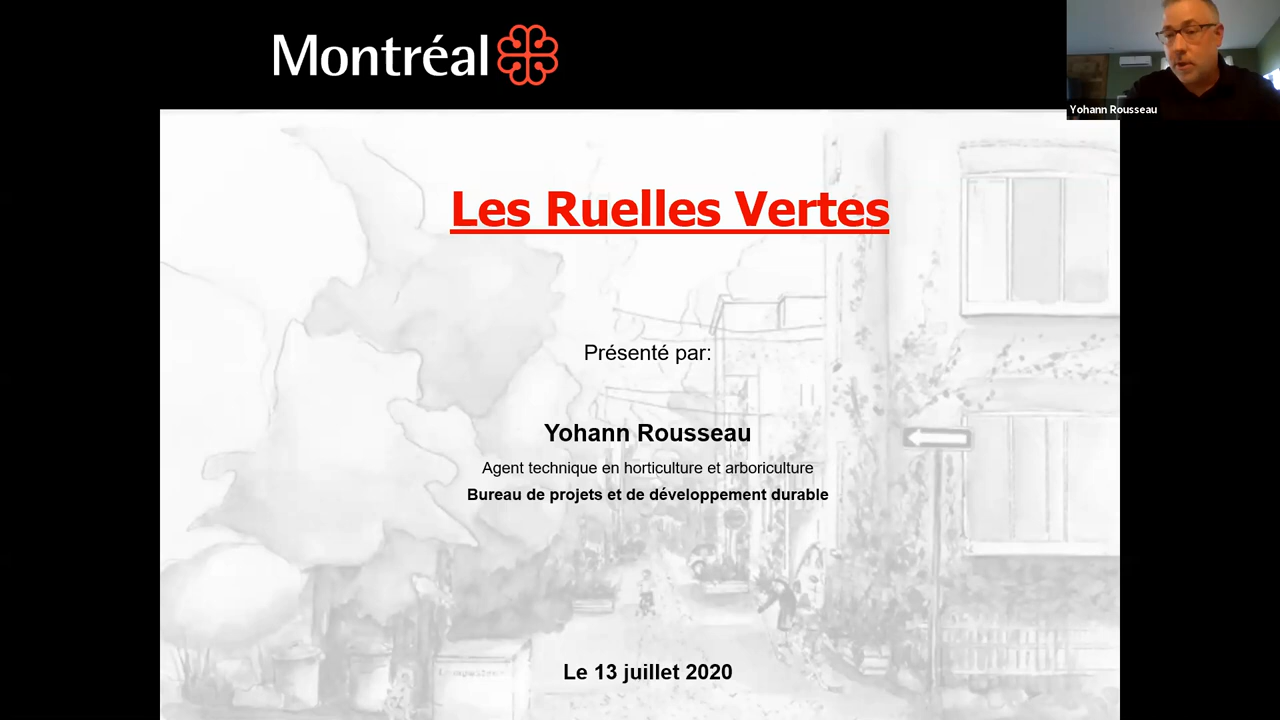 Montréal
Yohann Rousseau
Les Ruelles Vertes
Présenté par:
Yohann Rousseau
Agent technique en horticulture et arboriculture
Bureau de projets et de développement durable
Le 13 juillet 2020